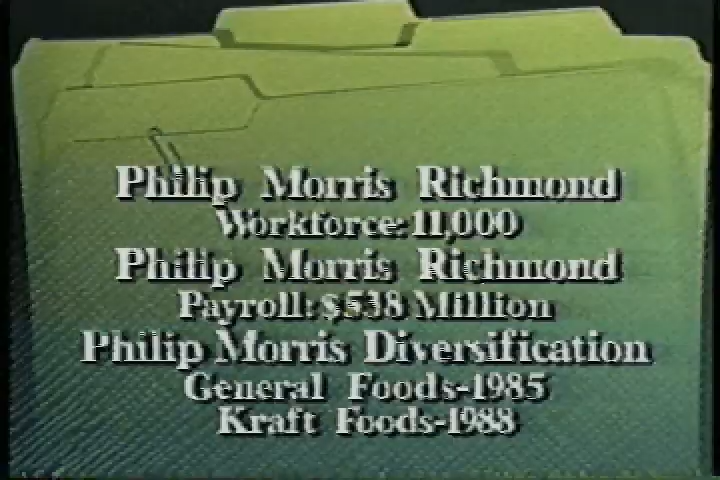 Philip Morris Richmond
Workforce: 11,000
Philip Morris Richmond
Payroll: $538 Million
Philip Morris Diversification
General Foods-1985
Kraft Foods-1988